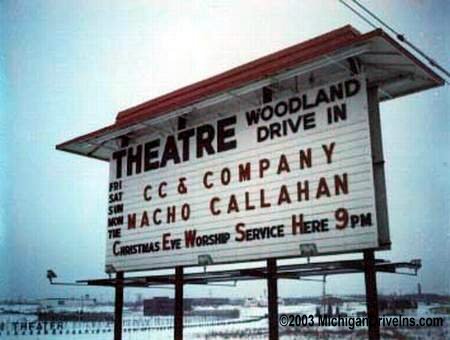 THEATRE WOODLAND
DRIVE IN
FRI
SAT
SUN
MON
TUE
CC & COMPANY
MACHO CALLAHAN
CHRISTMAS EVE WORSHIP SERVICE HERE 9PM
THEATER
©2003 MichiganDriveIns.com